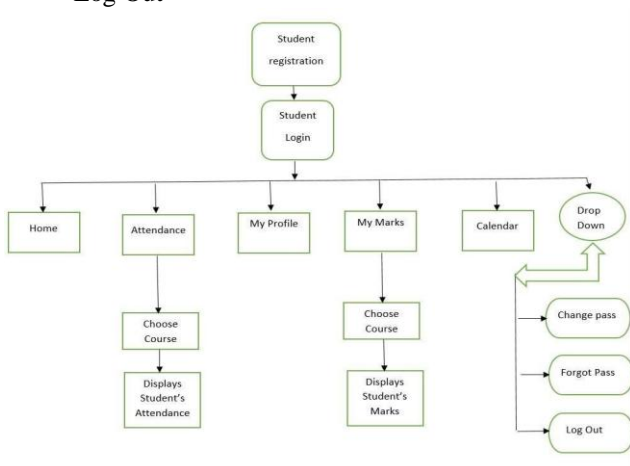 Log Out
Student
registration
Student
Login
Home
Attendance
My Profile
My Marks
Calendar
Drop
Down
Choose
Course
Choose
Course
Change pass
Displays
Student's
Attendance
Displays
Student's
Marks
Forgot Pass
Log Out